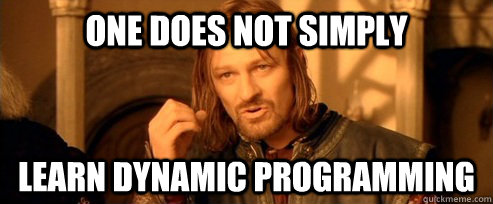 ONE DOES NOT SIMPLY
LEARN DYNAMIC PROGRAMMING
quickmeme.com